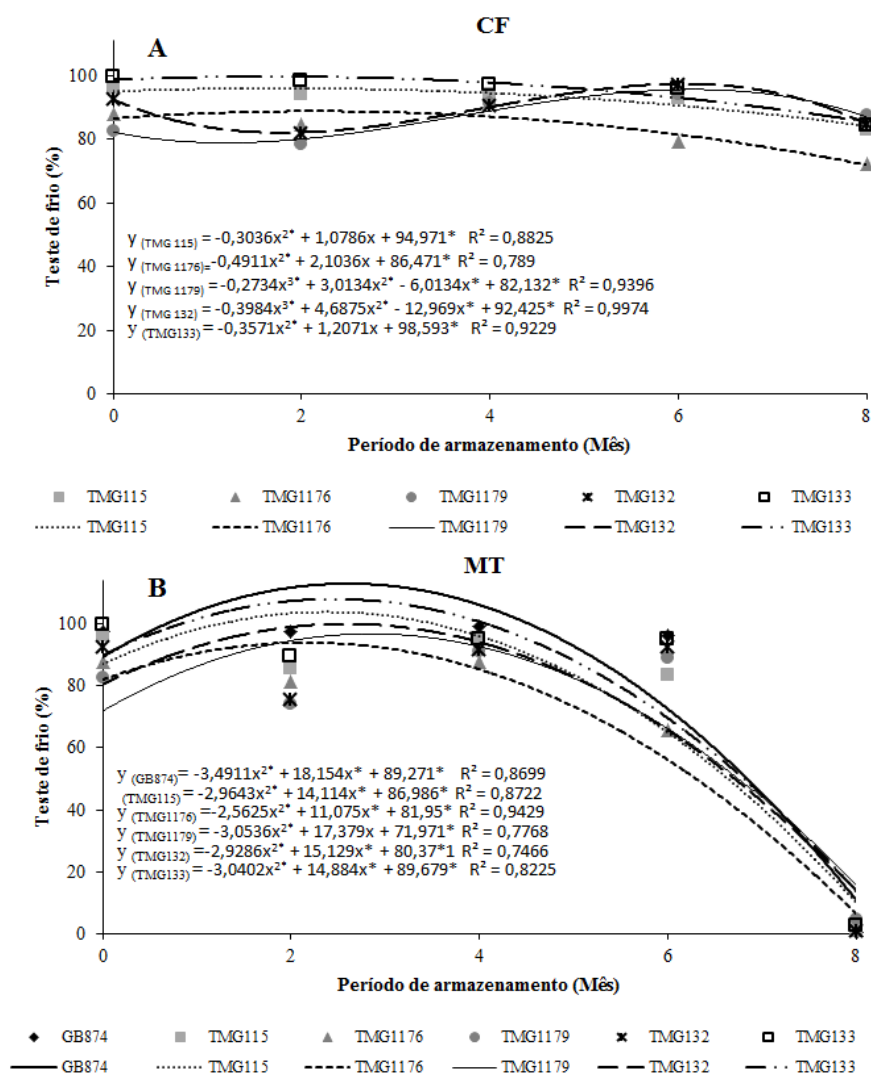 CF
A
Teste de frio (%)
100
80
60
40
20
0
y (TMG 115) = -0,3036x²* + 1,0786x + 94,971* R² = 0,8825
y (TMG 1176)= -0,4911x²* + 2,1036x + 86,471* R² = 0,789
y (TMG 1179) = -0,2734x³* + 3,0134x²* - 6,0134x* + 82,132* R² = 0,9396
y (TMG 132) = -0,3984x³* + 4,6875x²* - 12,969x* + 92,425* R² = 0,9974
y (TMG133) = -0,3571x²* + 1,2071x + 98,593* R² = 0,9229
0 2 4 6 8
Período de armazenamento (Mês)
TMG115 TMG1176 TMG1179 TMG132 TMG133
TMG115 TMG1176 TMG1179 TMG132 TMG133
MT
B
Teste de frio (%)
100
80
60
40
20
0
y (GB874) = -3,4911x²* + 18,154x* + 89,271* R² = 0,8699
(TMG115) = -2,9643x²* + 14,114x* + 86,986* R² = 0,8722
y (TMG1176) = -2,5625x²* + 11,075x* + 81,95* R² = 0,9429
y (TMG1179) = -3,0536x²* + 17,379x + 71,971* R² = 0,7768
y (TMG132) = -2,9286x²* + 15,129x* + 80,37*1 R² = 0,7466
y (TMG133) = -3,0402x²* + 14,884x* + 89,679* R² = 0,8225
0 2 4 6 8
Período de armazenamento (Mês)
GB874 TMG115 TMG1176 TMG1179 TMG132 TMG133
GB874 TMG115 TMG1176 TMG1179 TMG132 TMG133